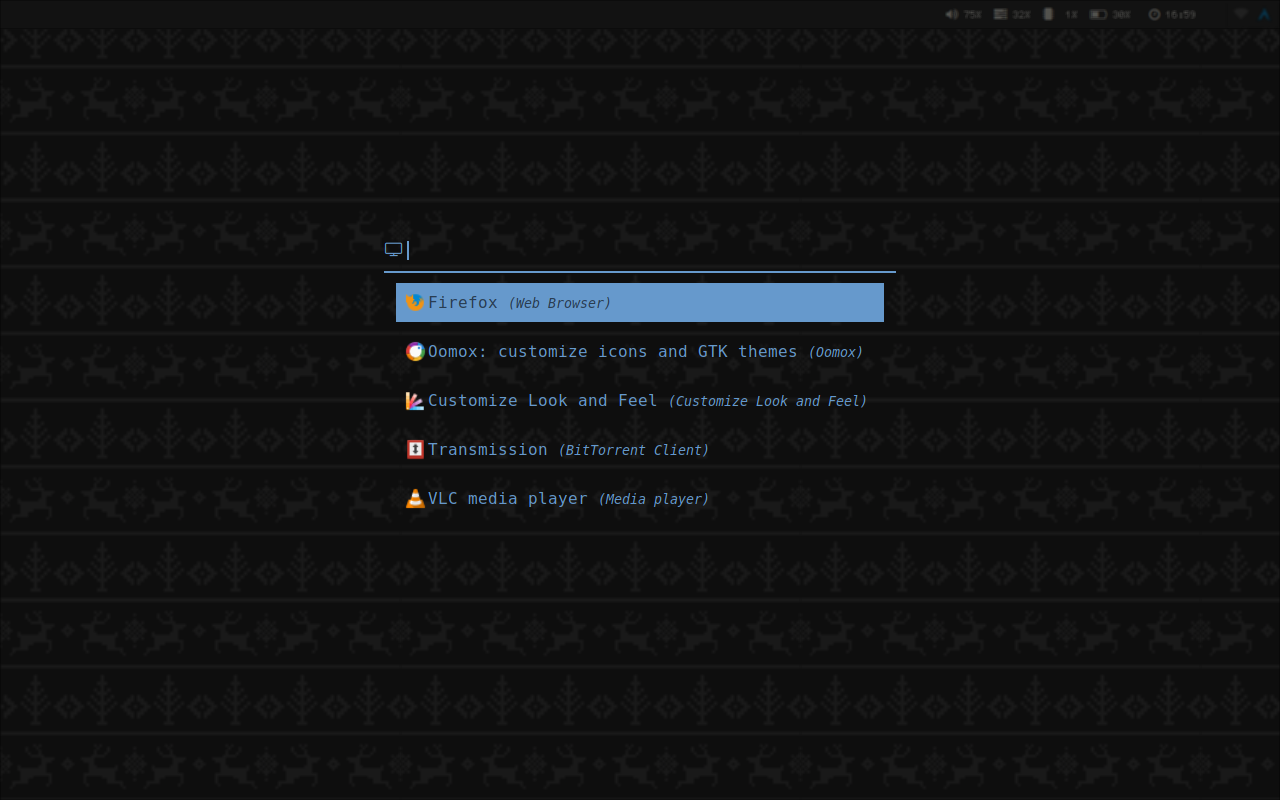 75% 32% 1% 30% 16:59
Firefox (Web Browser)
Oomox: customize icons and GTK themes (Oomox)
Customize Look and Feel (Customize Look and Feel)
Transmission (BitTorrent Client)
VLC media player (Media player)